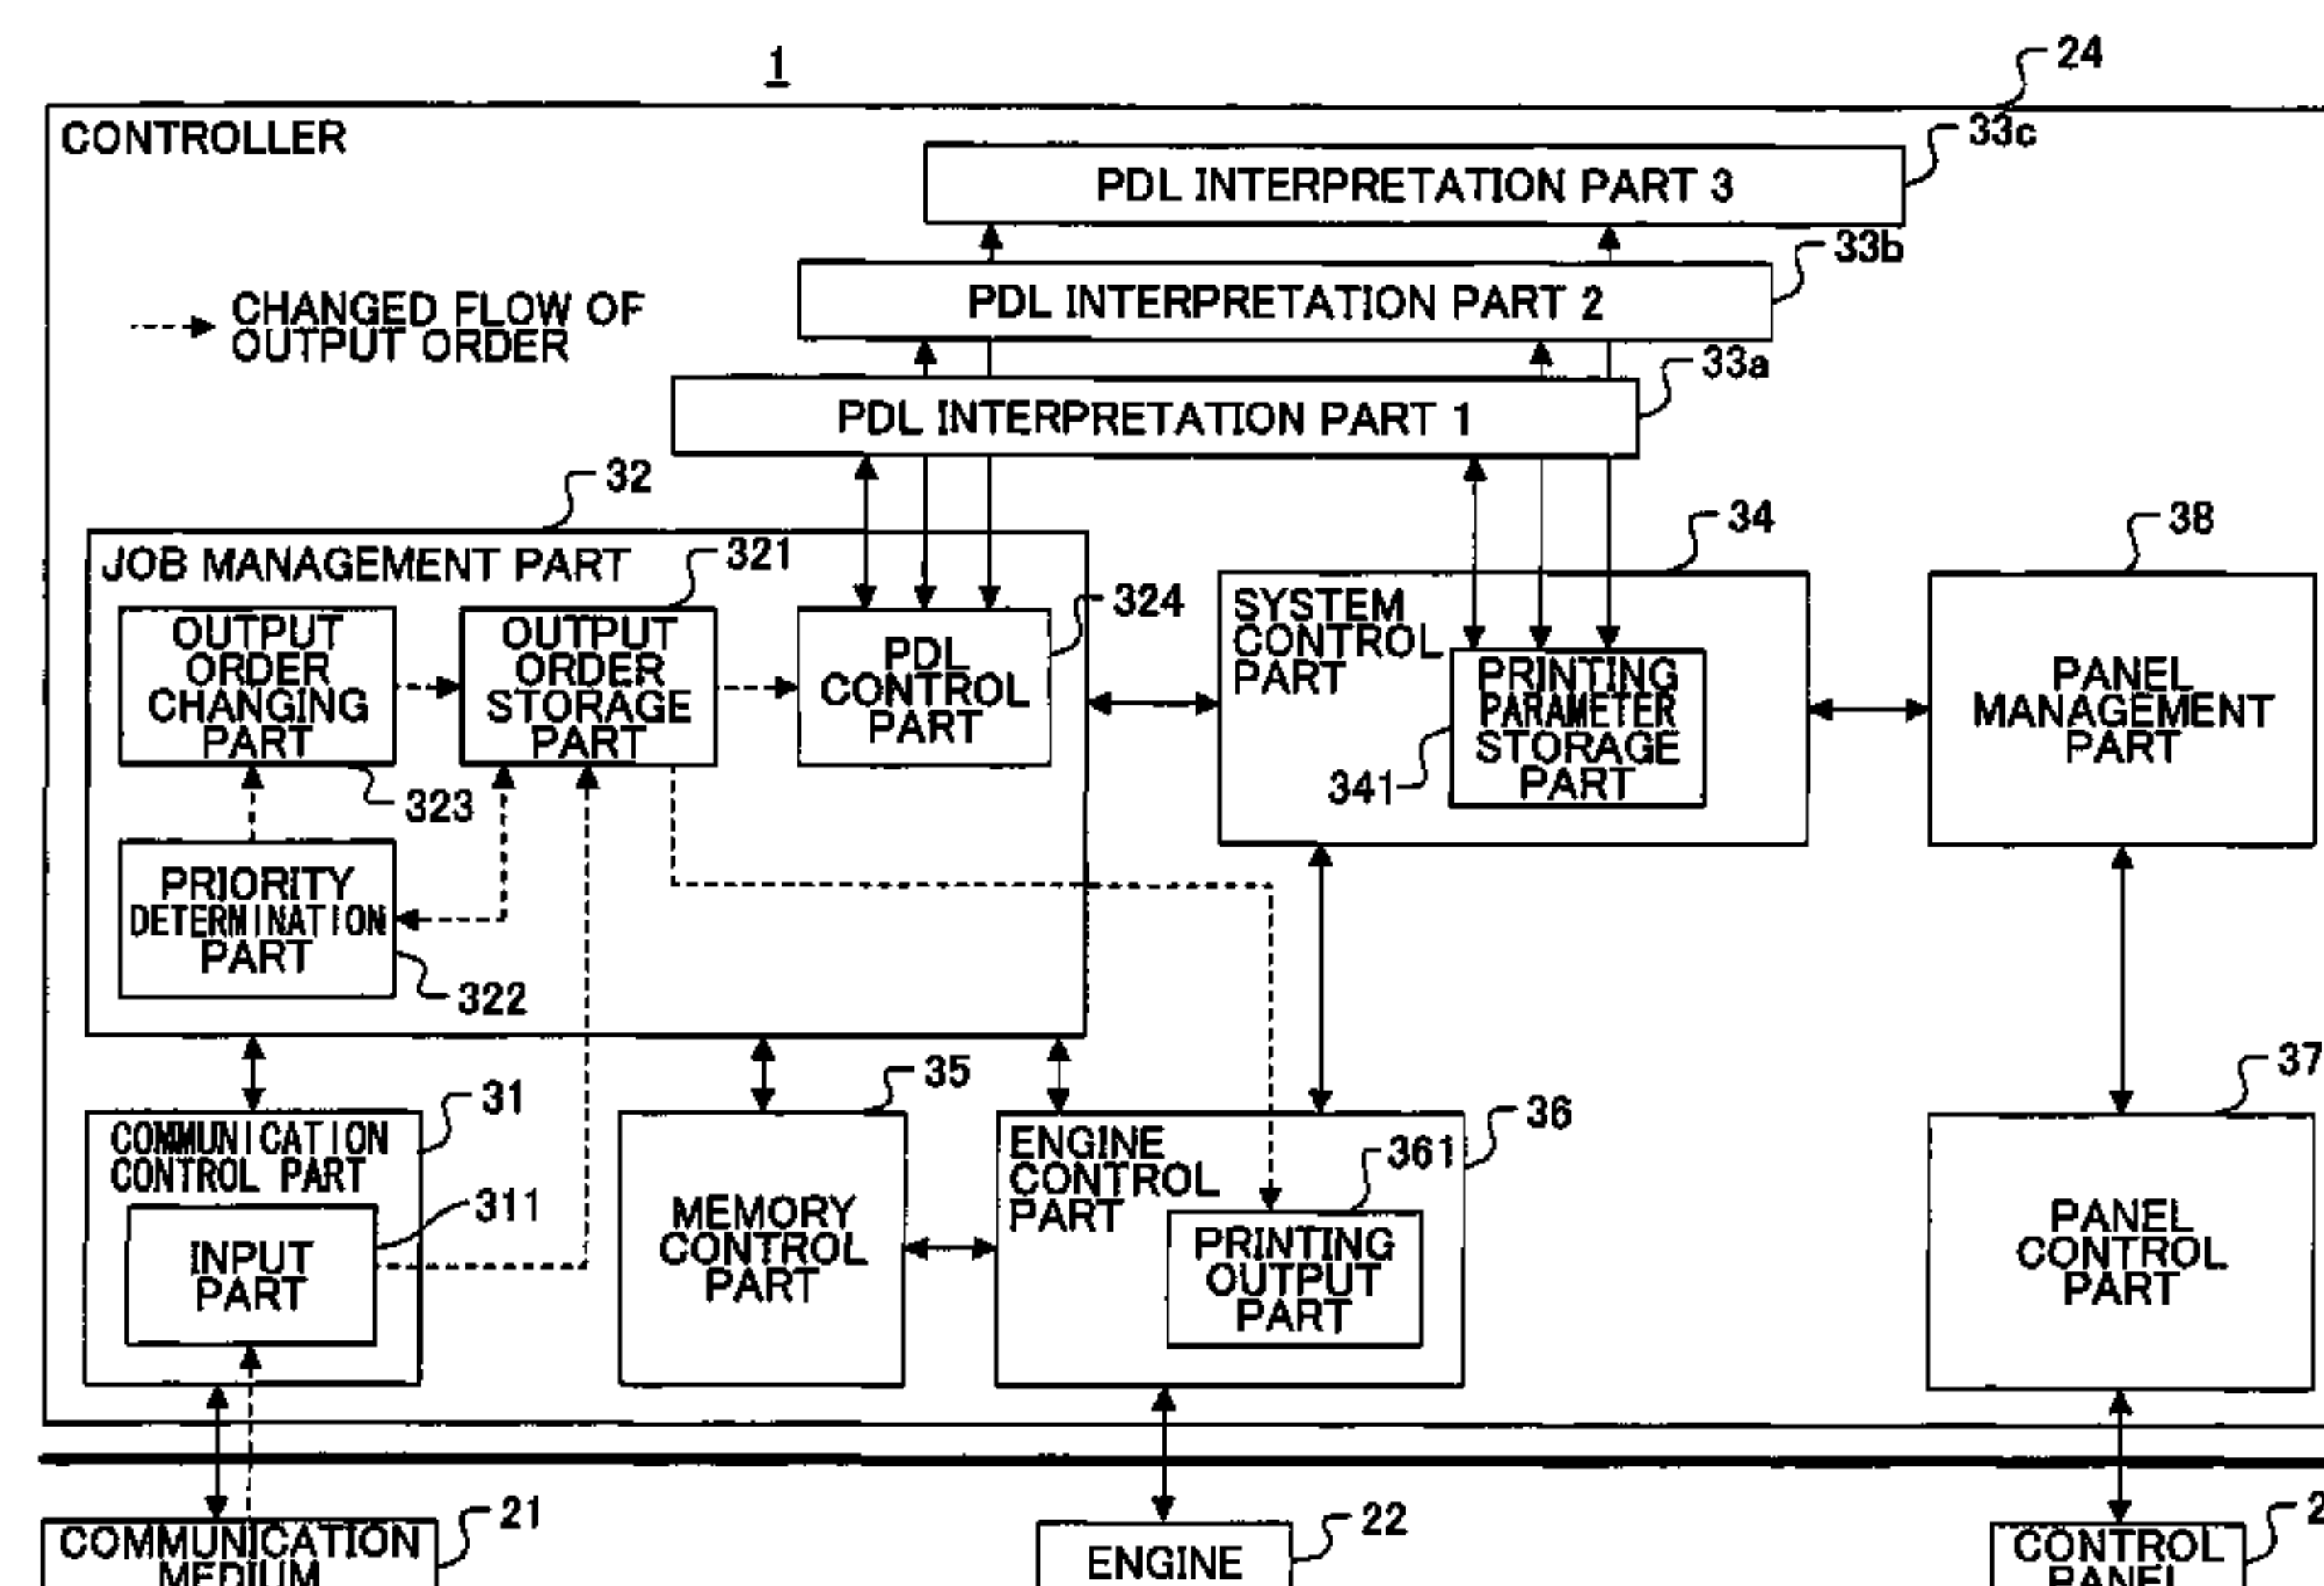 1
24
CONTROLLER
33c
PDL INTERPRETATION PART 3
33b
PDL INTERPRETATION PART 2
CHANGED FLOW OF
OUTPUT ORDER
33a
PDL INTERPRETATION PART 1
32
JOB MANAGEMENT PART
321
OUTPUT
ORDER
CHANGING
PART
323
OUTPUT
ORDER
STORAGE
PART
PDL
CONTROL
PART
324
PRIORITY
DETERMINATION
PART
322
34
SYSTEM
CONTROL
PART
PRINTING
PARAMETER
STORAGE
PART
341
38
PANEL
MANAGEMENT
PART
31
COMMUNICATION
CONTROL PART
311
INPUT
PART
35
MEMORY
CONTROL
PART
36
ENGINE
CONTROL
PART
361
PRINTING
OUTPUT
PART
37
PANEL
CONTROL
PART
21
COMMUNICATION
MEDIUM
22
ENGINE
CONTROL
PANEL